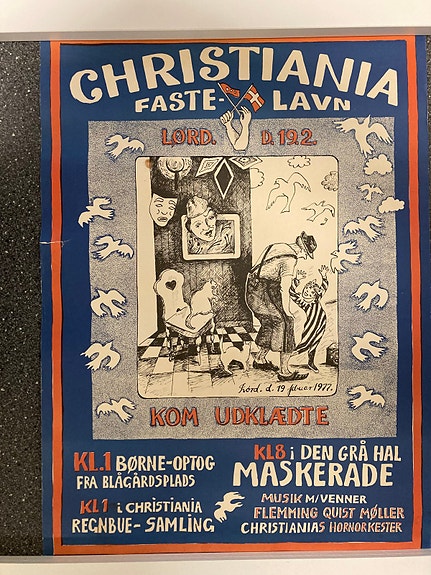 CHRISTIANIA
FASTE-LAVN
LØRD. D. 19.2.
Lørd. d. 19 februar 1977.
KOM UDKLÆDTE
KL.1 BØRNE-OPTOG
FRA BLÅGÅRDSPLADS
KL1 i CHRISTIANIA
REGNBUE-SAMLING
KL8 i DEN GRÅ HAL
MASKERADE
MUSIK M/VENNER
FLEMMING QUIST MØLLER
CHRISTIANIAS HORNORKESTER